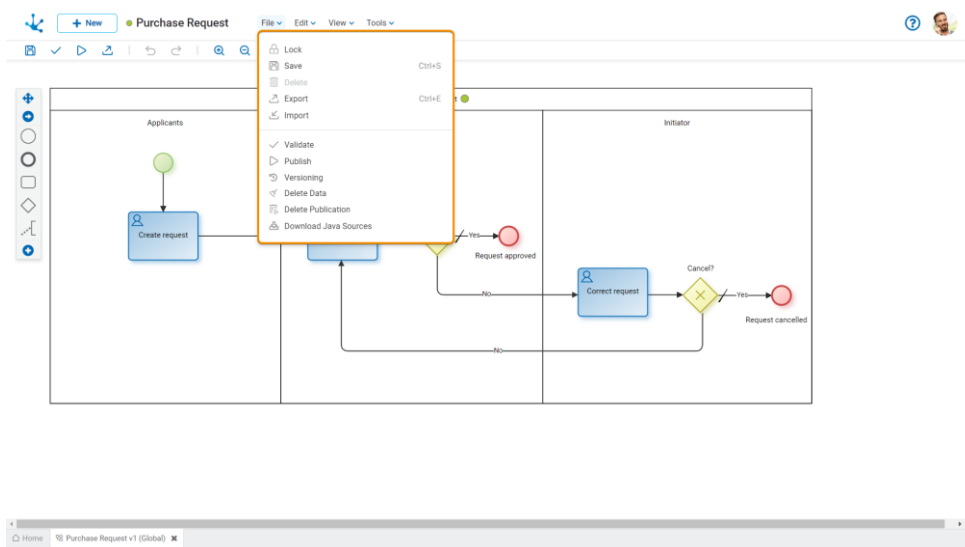 + New
Purchase Request
File Edit View Tools
Lock
Save Ctrl+S
Delete
Export Ctrl+E
Import
Validate
Publish
Versioning
Delete Data
Delete Publication
Download Java Sources
Applicants
Initiator
Create request
Yes
Request approved
No
Correct request
Cancel?
Yes
Request cancelled
No
Home
Purchase Request v1 (Global)